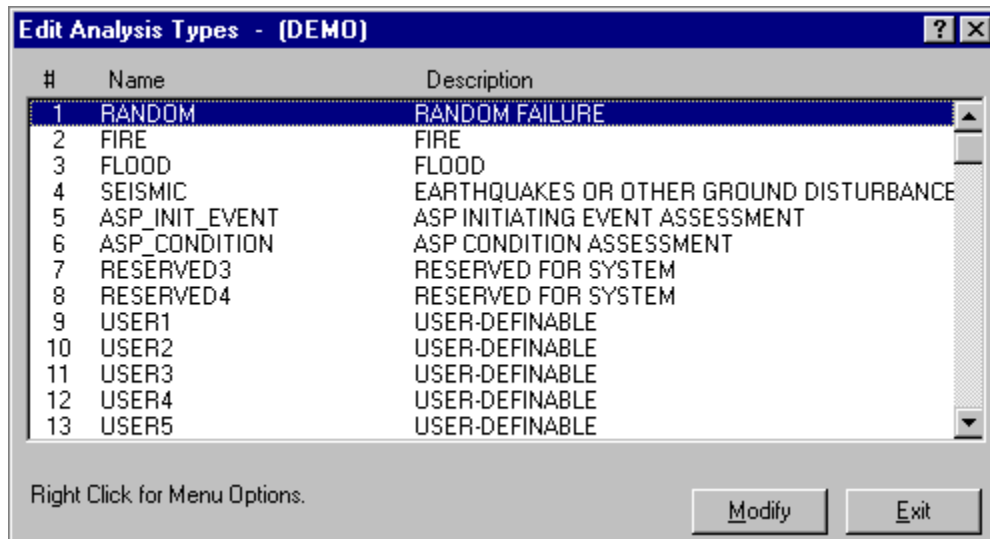 Edit Analysis Types - (DEMO)
# Name Description
1 RANDOM RANDOM FAILURE
2 FIRE FIRE
3 FLOOD FLOOD
4 SEISMIC EARTHQUAKES OR OTHER GROUND DISTURBANCE
5 ASP_INIT_EVENT ASP INITIATING EVENT ASSESSMENT
6 ASP_CONDITION ASP CONDITION ASSESSMENT
7 RESERVED3 RESERVED FOR SYSTEM
8 RESERVED4 RESERVED FOR SYSTEM
9 USER1 USER-DEFINABLE
10 USER2 USER-DEFINABLE
11 USER3 USER-DEFINABLE
12 USER4 USER-DEFINABLE
13 USER5 USER-DEFINABLE
Right Click for Menu Options.
Modify Exit